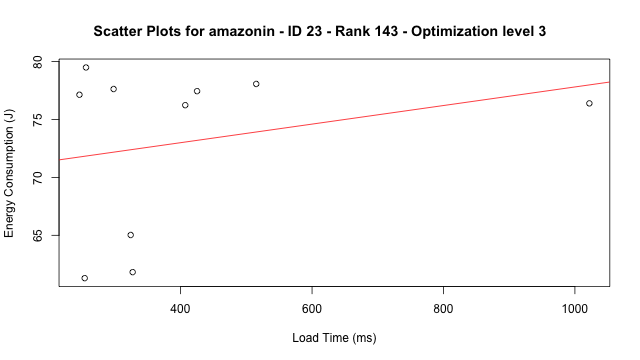 Scatter Plots for amazonin - ID 23 - Rank 143 - Optimization level 3
Energy Consumption (J)
80
75
70
65
400 600 800 1000
Load Time (ms)